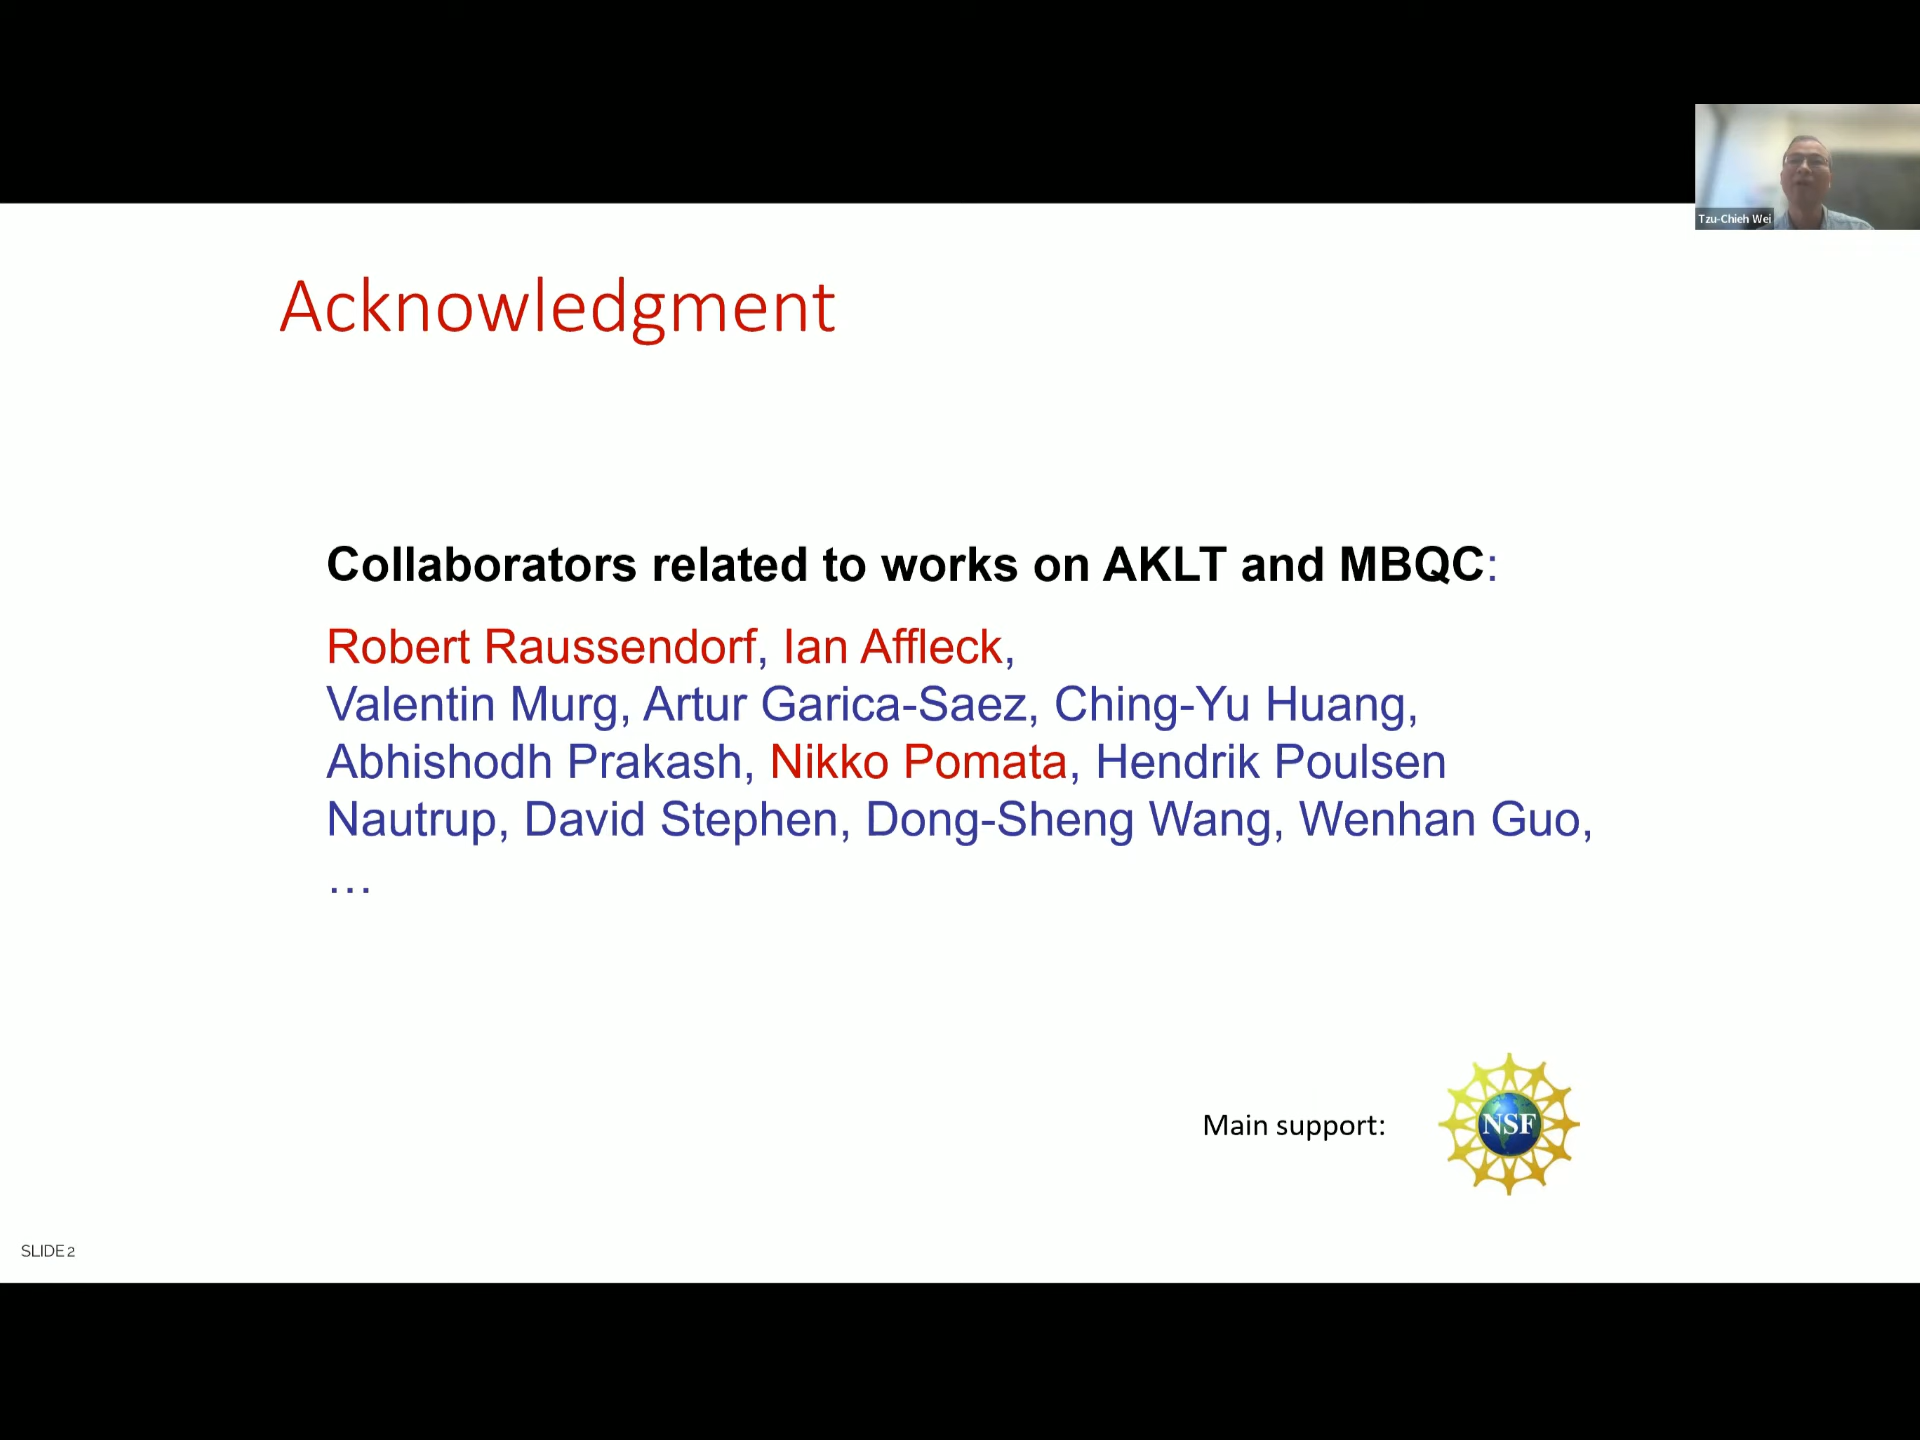 Tzu-Chieh Wei
Acknowledgment
Collaborators related to works on AKLT and MBQC:
Robert Raussendorf, Ian Affleck,
Valentin Murg, Artur Garica-Saez, Ching-Yu Huang,
Abhishodh Prakash, Nikko Pomata, Hendrik Poulsen
Nautrup, David Stephen, Dong-Sheng Wang, Wenhan Guo,
…
Main support:
NSF
SLIDE 2